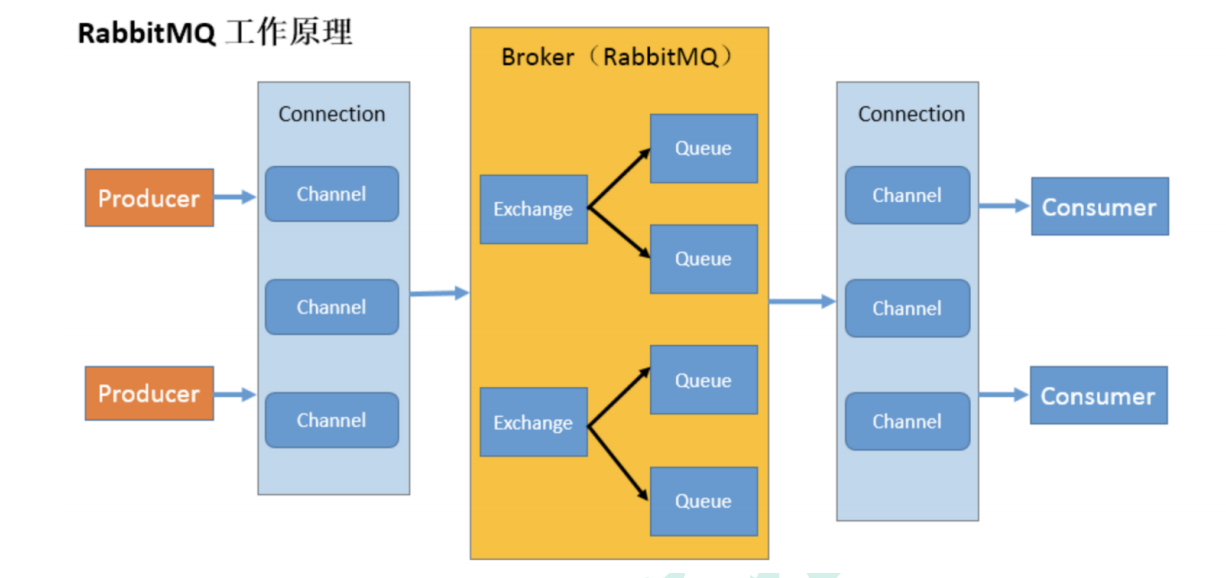 RabbitMQ 工作原理
Broker（RabbitMQ）
Connection
Connection
Queue
Channel
Channel
Producer
Exchange
Consumer
Queue
Channel
Channel
Queue
Producer
Consumer
Channel
Exchange
Channel
Queue